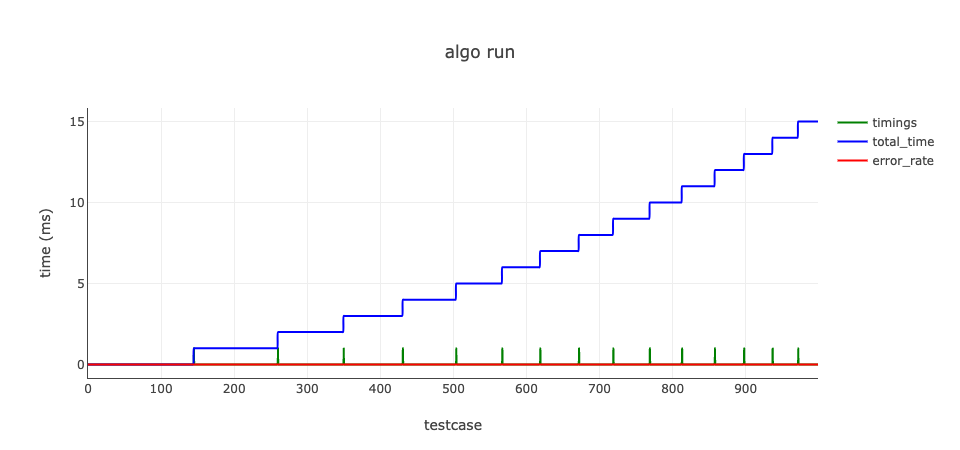 algo run
15
10
5
0
time (ms)
0 100 200 300 400 500 600 700 800 900
testcase
timings
total_time
error_rate